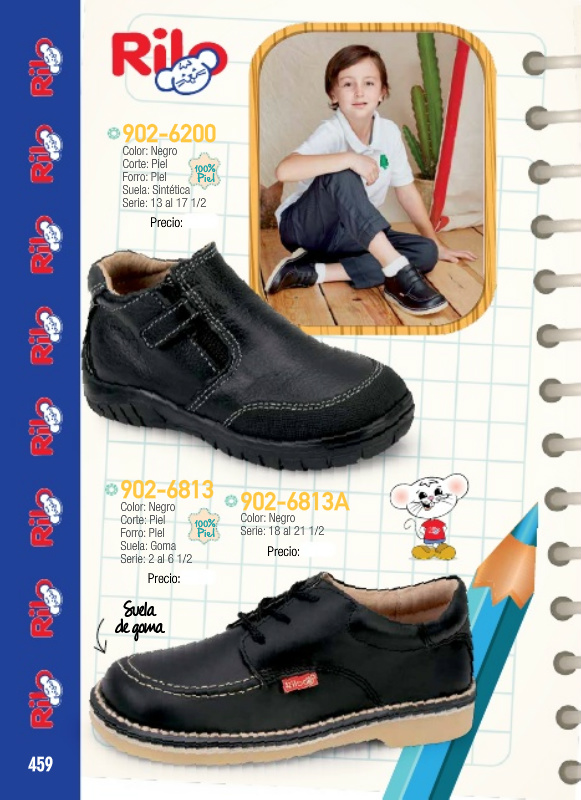 Rilo
902-6200
Color: Negro
Corte: Piel
Forro: Piel
Suela: Sintética
Serie: 13 al 17 1/2
100%
Piel
Precio:
902-6813
Color: Negro
Corte: Piel
Forro: Piel
Suela: Goma
Serie: 2 al 6 1/2
100%
Piel
Precio:
902-6813A
Color: Negro
Serie: 18 al 21 1/2
Precio:
Suela
de goma
Rilo
Rilo
Rilo
Rilo
Rilo
Rilo
Rilo
Rilo
459